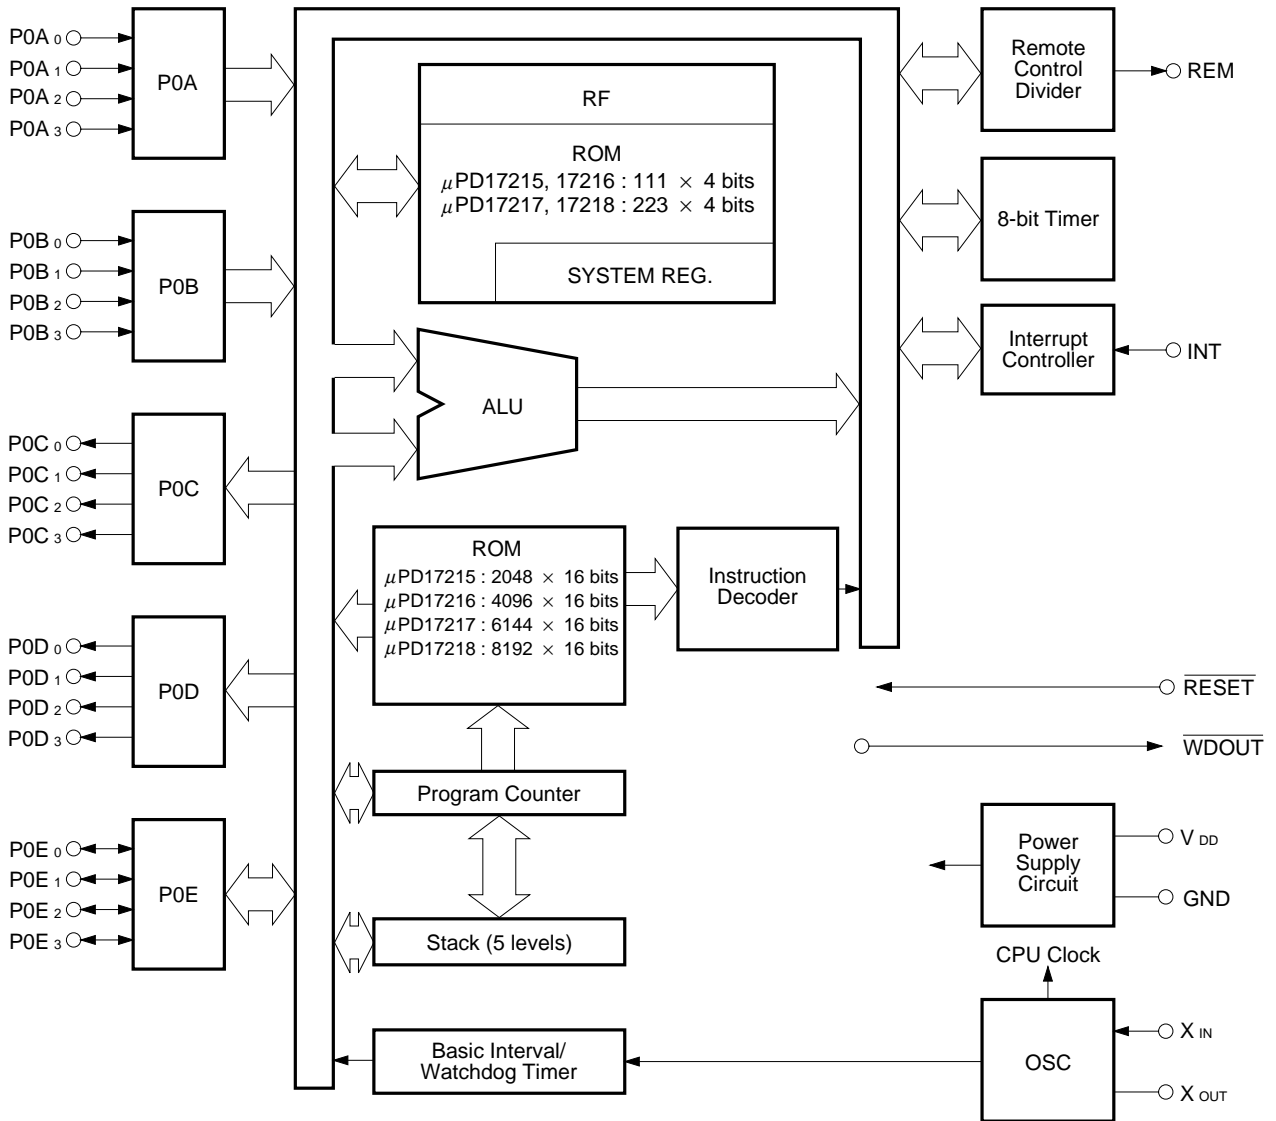 P0A 0
P0A 1
P0A 2
P0A 3
P0A
P0B 0
P0B 1
P0B 2
P0B 3
P0B
P0C 0
P0C 1
P0C 2
P0C 3
P0C
P0D 0
P0D 1
P0D 2
P0D 3
P0D
P0E 0
P0E 1
P0E 2
P0E 3
P0E
RF
ROM
μPD17215, 17216 : 111 × 4 bits
μPD17217, 17218 : 223 × 4 bits
SYSTEM REG.
ALU
ROM
μPD17215 : 2048 × 16 bits
μPD17216 : 4096 × 16 bits
μPD17217 : 6144 × 16 bits
μPD17218 : 8192 × 16 bits
Instruction
Decoder
Program Counter
Stack (5 levels)
Basic Interval/
Watchdog Timer
Remote
Control
Divider
REM
8-bit Timer
Interrupt
Controller
INT
RESET
WDOUT
Power
Supply
Circuit
V DD
GND
CPU Clock
OSC
X IN
X OUT